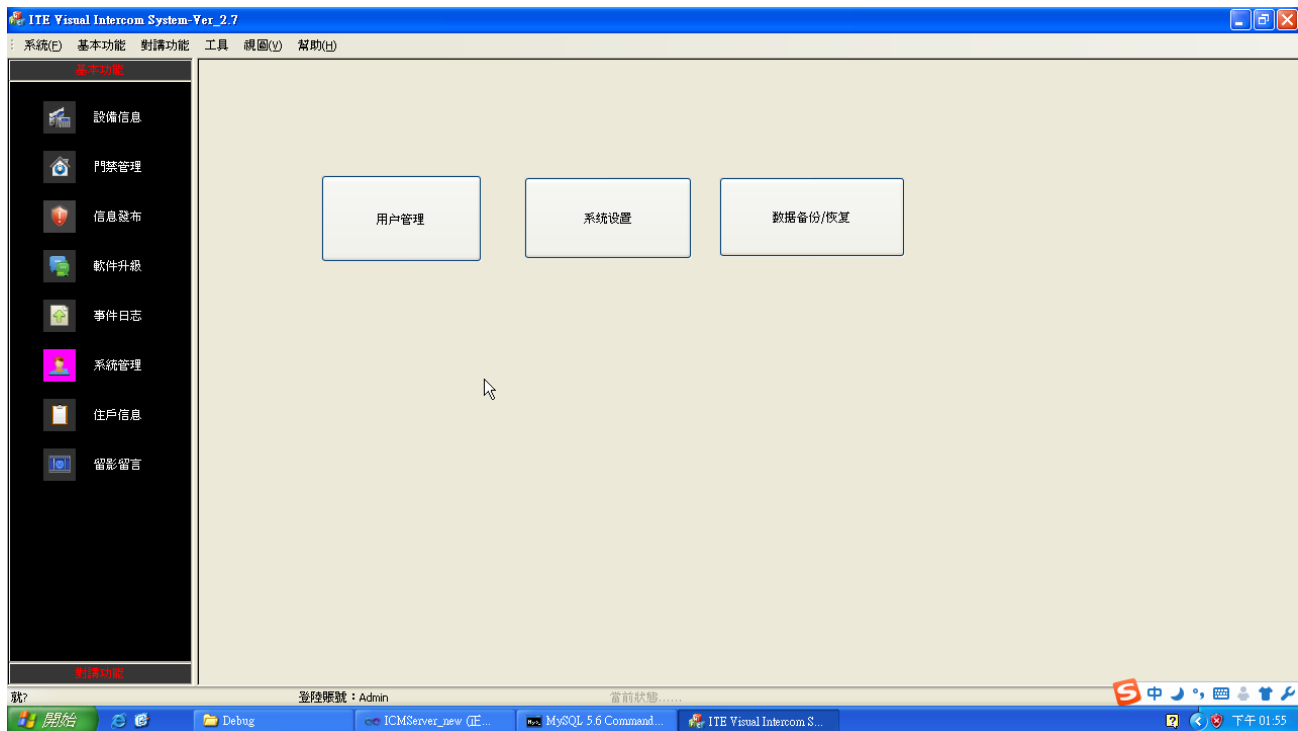 ITE Visual Intercom System-Ver_2.7
系統(F) 基本功能 對講功能 工具 視圖(V) 幫助(H)
基本功能
設備信息
門禁管理
信息發布
軟件升級
事件日志
系統管理
住戶信息
留影留言
用户管理 系统设置 数据备份/恢复
對講功能
就? 登陸賬號：Admin 當前狀態......
中
開始 Debug ICMServer_new (正... MySQL 5.6 Command... ITE Visual Intercom S... 下午 01:55